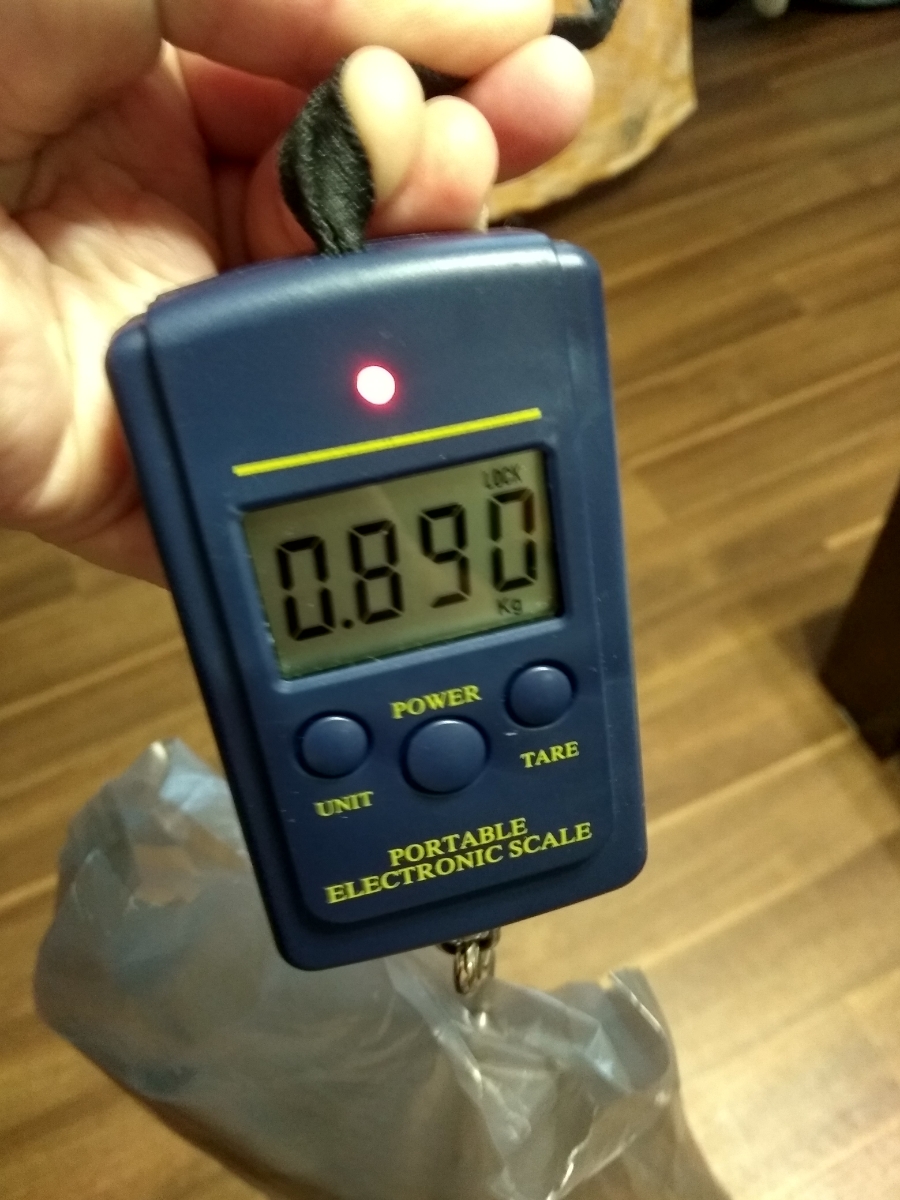 LOCK
0.890
Kg
POWER
UNIT
TARE
PORTABLE
ELECTRONIC SCALE